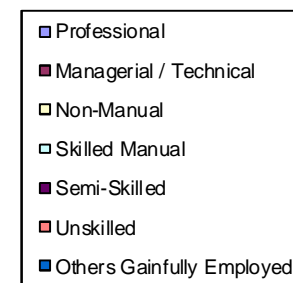 Professional
Managerial / Technical
Non-Manual
Skilled Manual
Semi-Skilled
Unskilled
Others Gainfully Employed